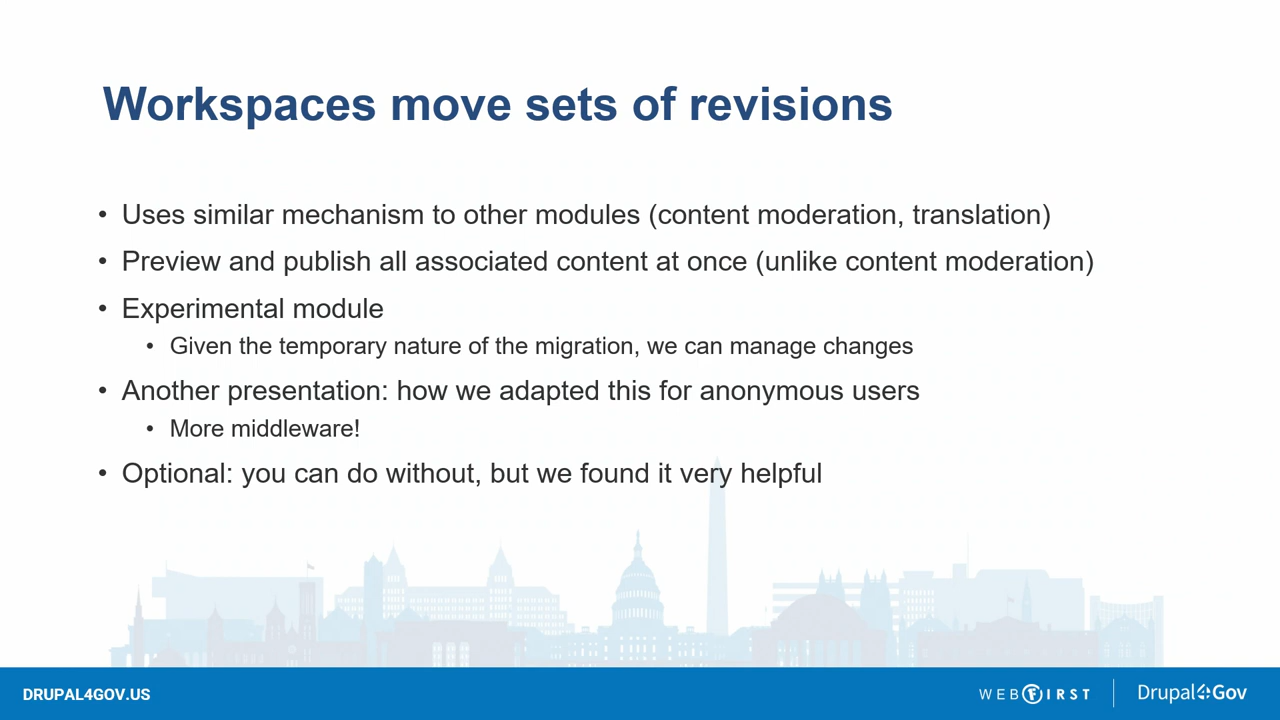 Workspaces move sets of revisions
• Uses similar mechanism to other modules (content moderation, translation)
• Preview and publish all associated content at once (unlike content moderation)
• Experimental module
• Given the temporary nature of the migration, we can manage changes
• Another presentation: how we adapted this for anonymous users
• More middleware!
• Optional: you can do without, but we found it very helpful
DRUPAL4GOV.US
WEBFIRST
Drupal4Gov